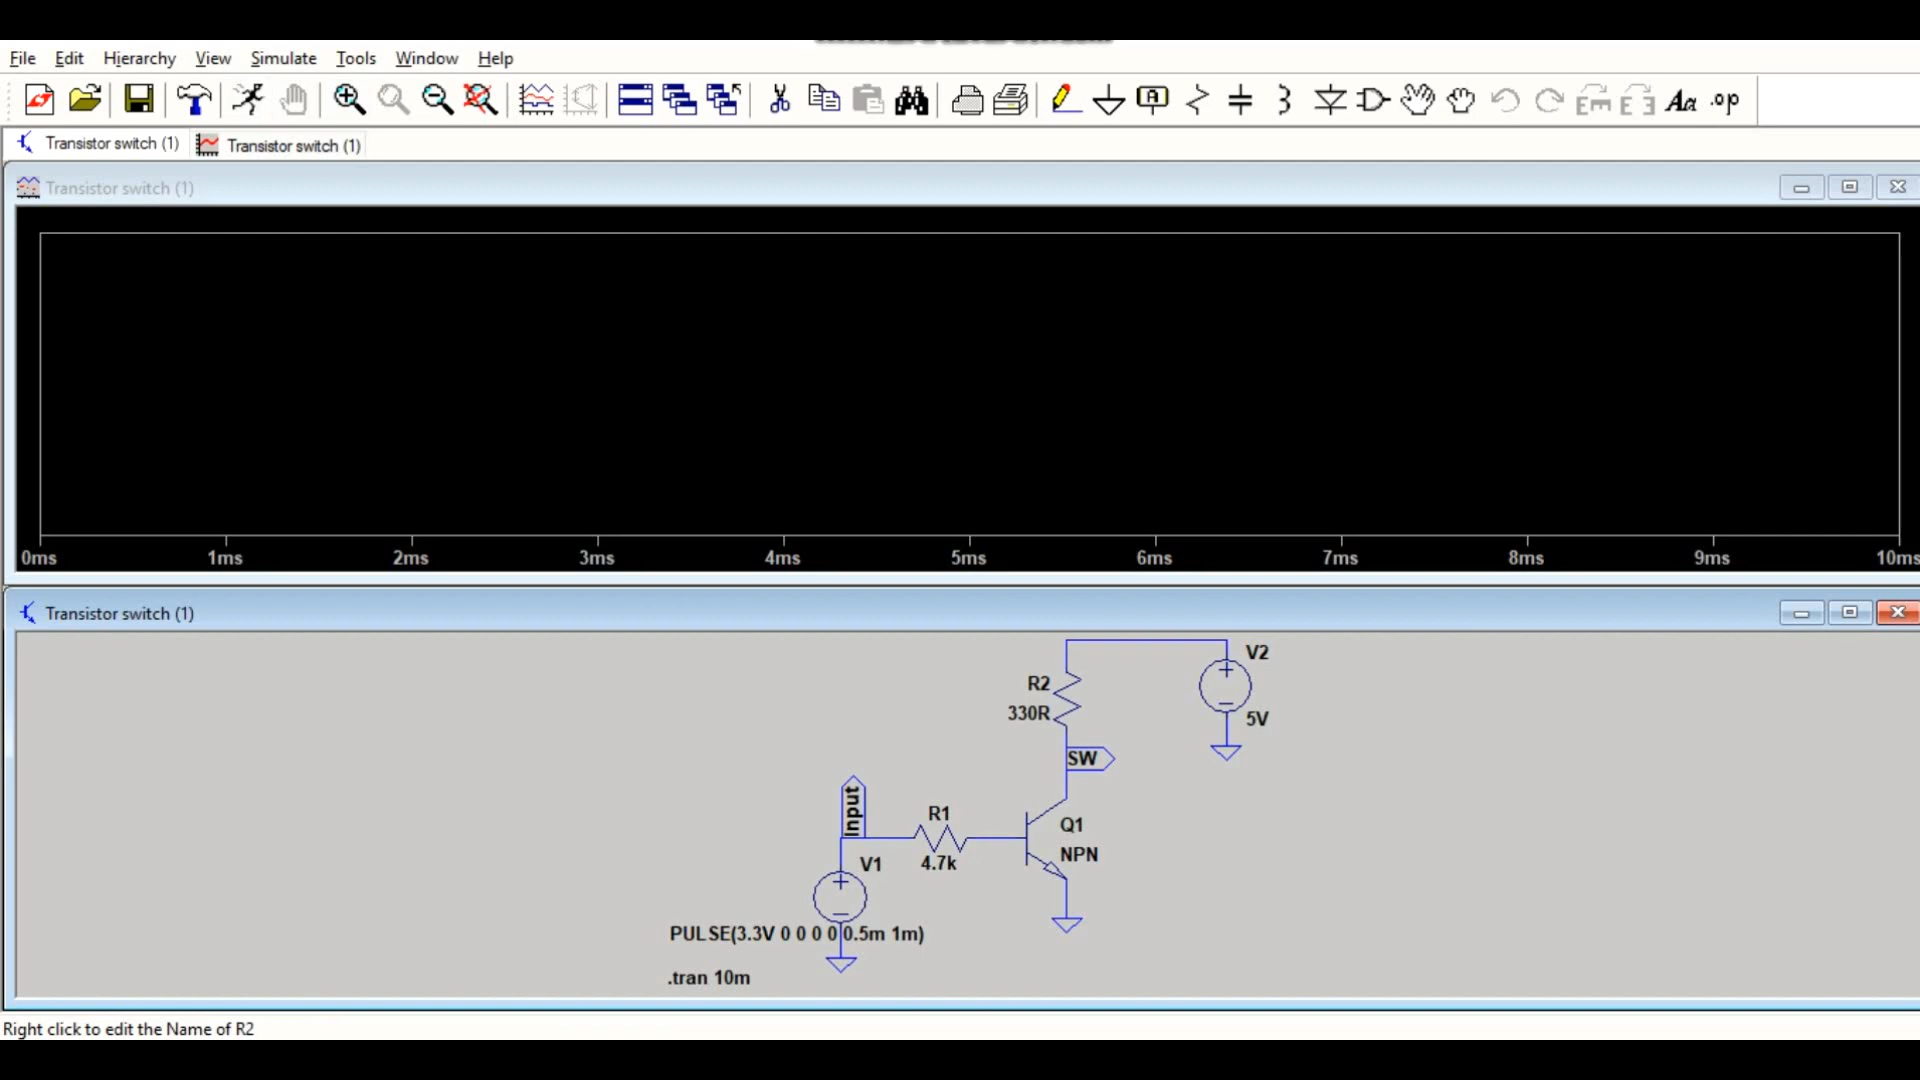 File Edit Hierarchy View Simulate Tools Window Help
A Aa .op
Transistor switch (1) Transistor switch (1)
Transistor switch (1)
0ms 1ms 2ms 3ms 4ms 5ms 6ms 7ms 8ms 9ms 10ms
Transistor switch (1)
V2
R2
330R
5V
SW
Input
R1
Q1
NPN
V1
4.7k
PULSE(3.3V 0 0 0 0 0.5m 1m)
.tran 10m
Right click to edit the Name of R2